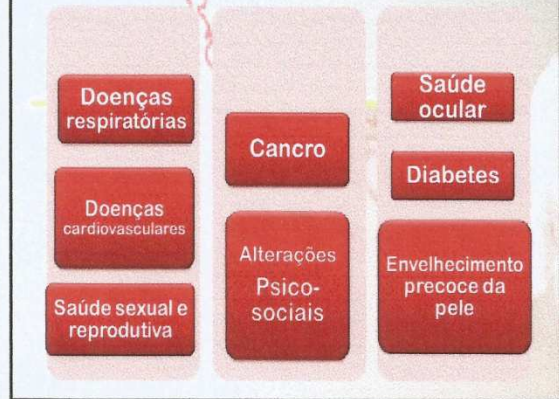 Doenças
respiratórias
Doenças
cardiovasculares
Saúde sexual e
reprodutiva
Cancro
Alterações
Psico-
sociais
Saúde
ocular
Diabetes
Envelhecimento
precoce da
pele